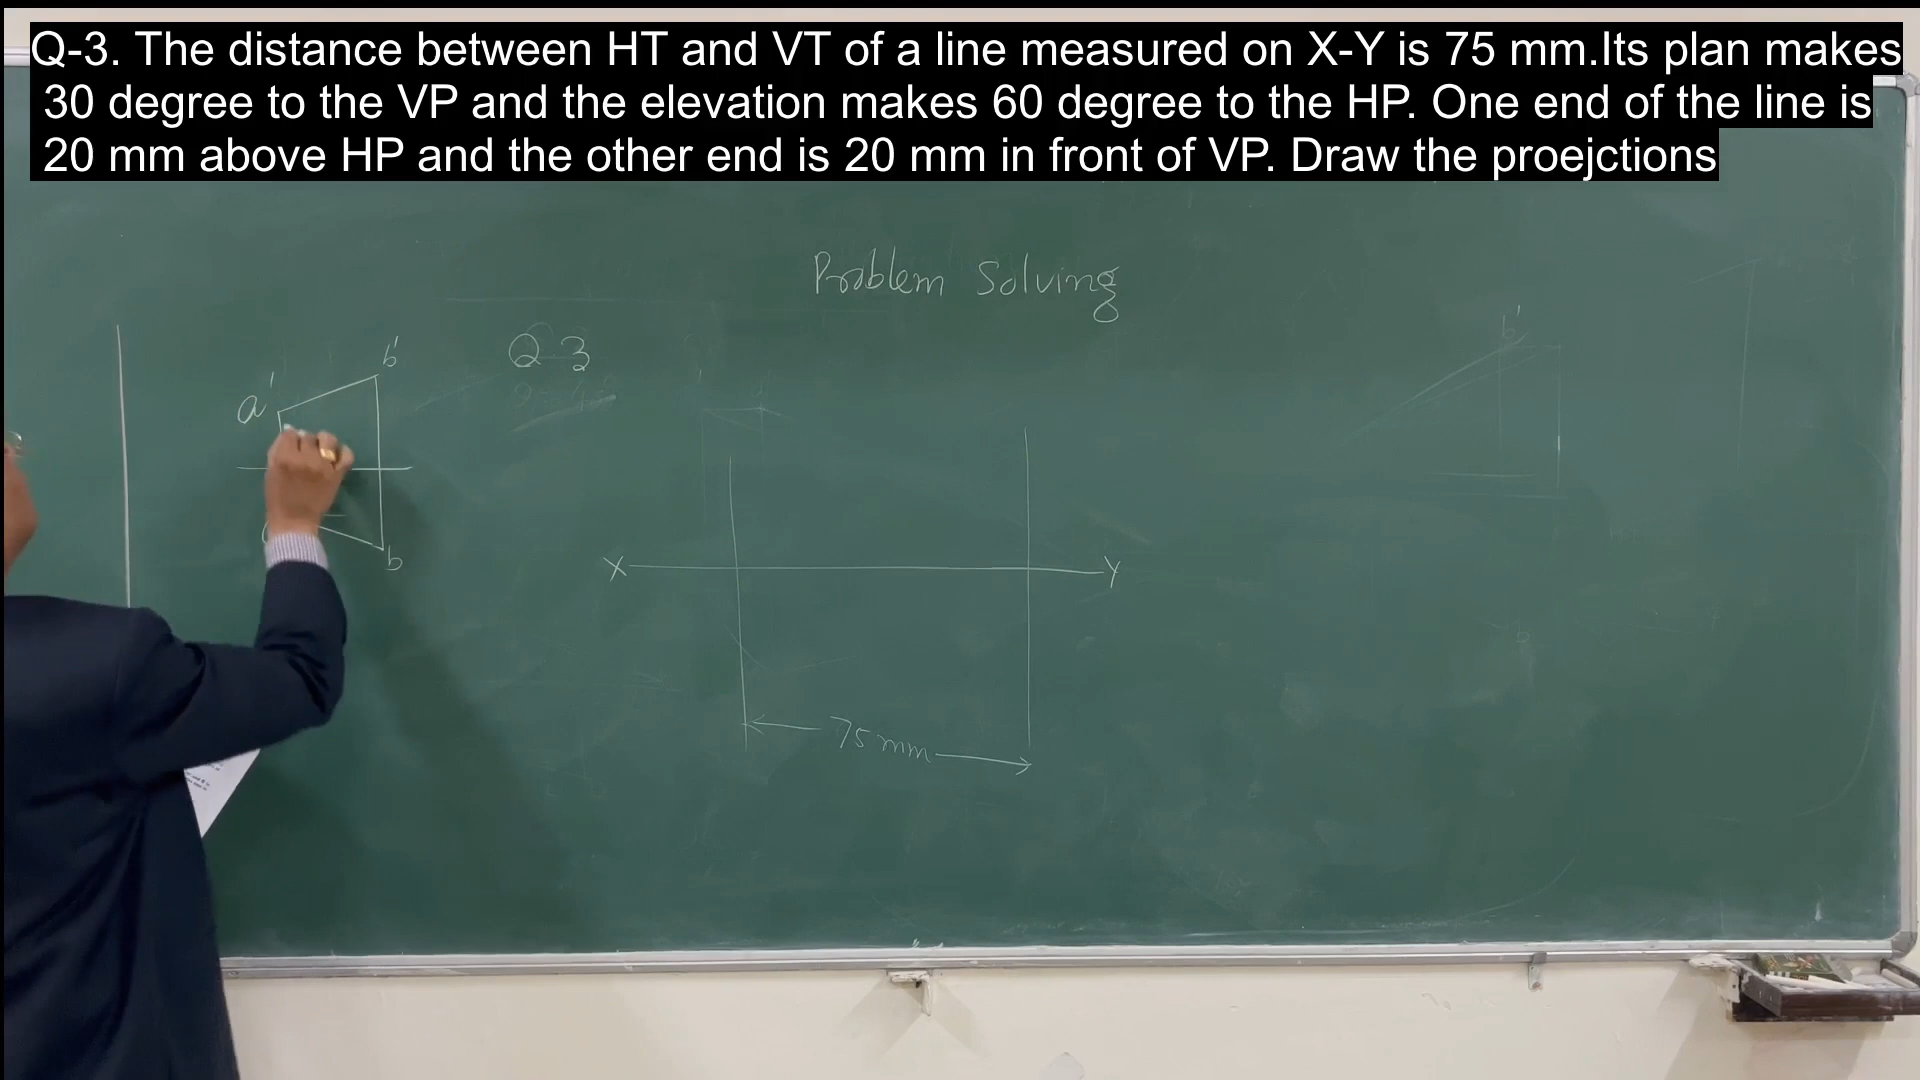 Q-3. The distance between HT and VT of a line measured on X-Y is 75 mm.Its plan makes
30 degree to the VP and the elevation makes 60 degree to the HP. One end of the line is
20 mm above HP and the other end is 20 mm in front of VP. Draw the proejctions
Problem Solving
Q 3
b'
a'
b'
X
Y
b
b
75 mm